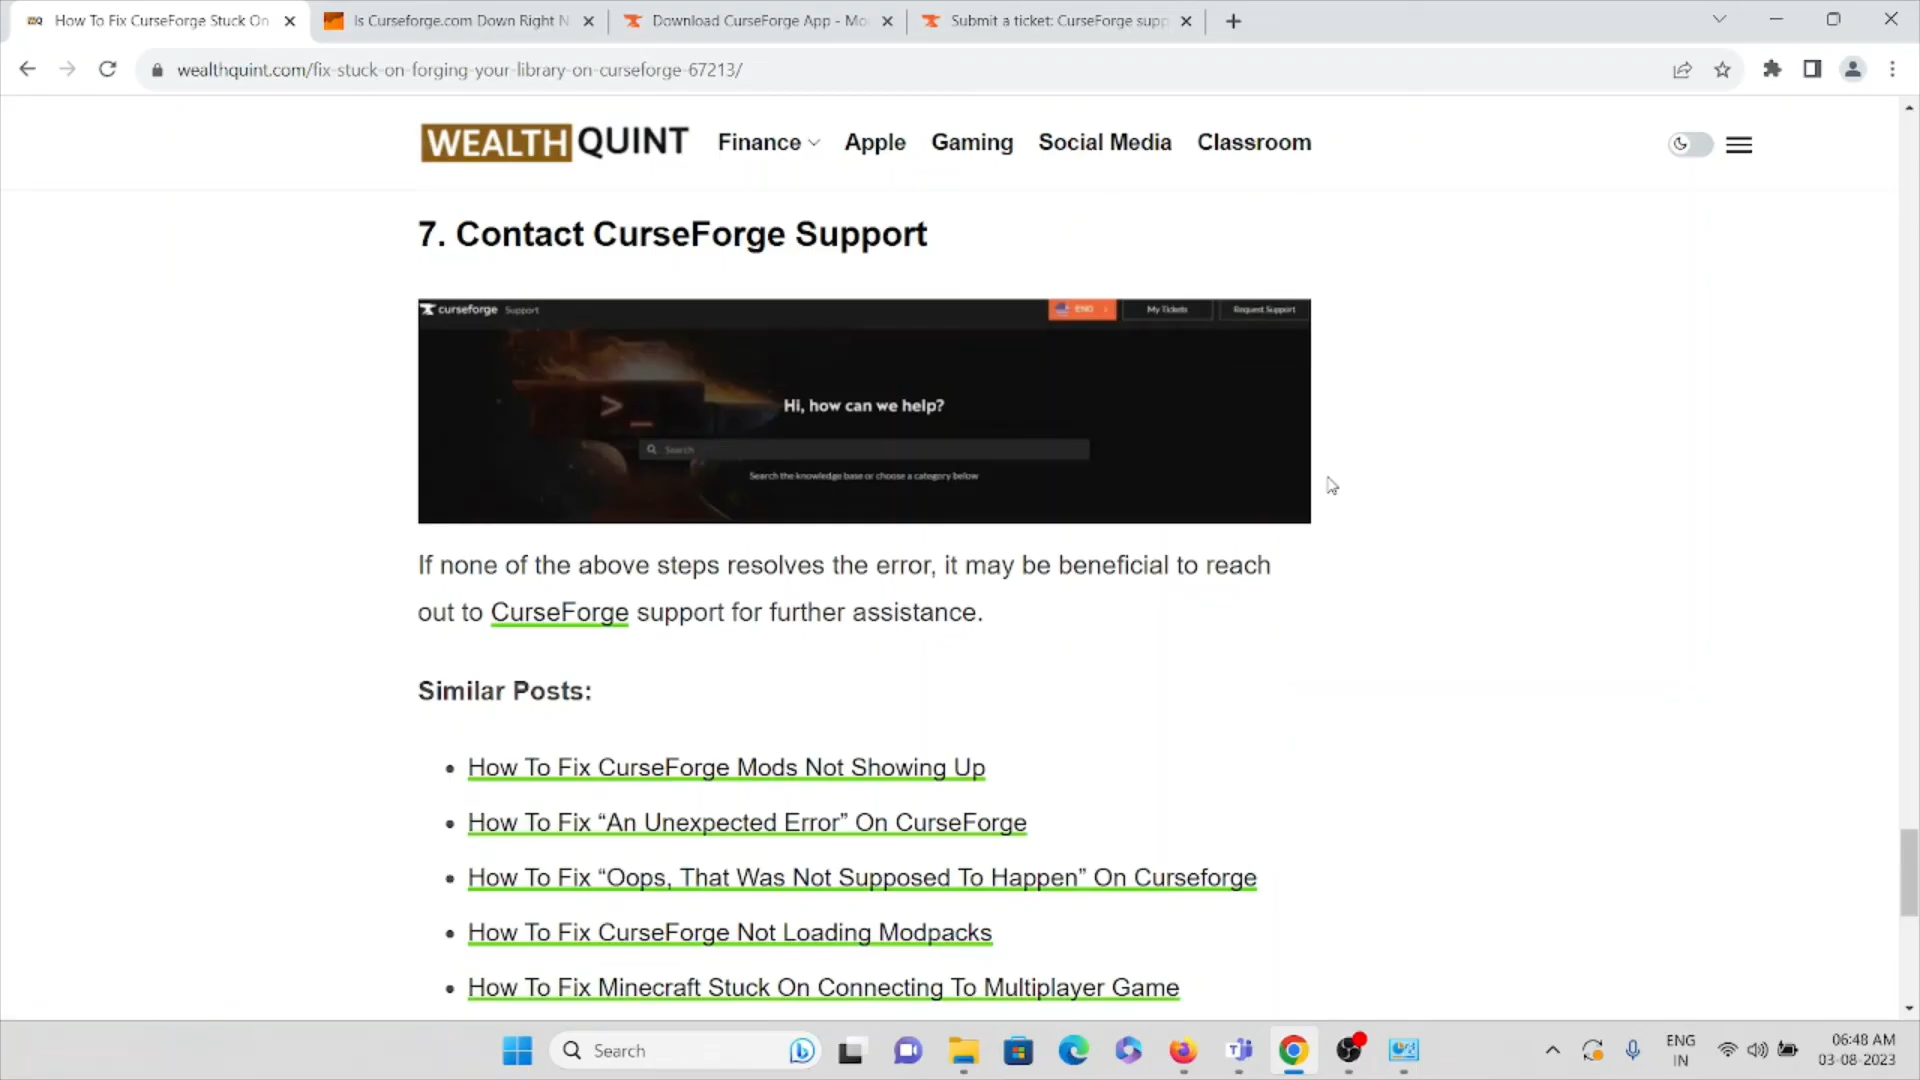 How To Fix CurseForge Stuck On
Is Curseforge.com Down Right N
Download CurseForge App - Mo
Submit a ticket: CurseForge supp
wealthquint.com/fix-stuck-on-forging-your-library-on-curseforge-67213/
WEALTH QUINT
Finance
Apple
Gaming
Social Media
Classroom
7. Contact CurseForge Support
curseforge Support
ENG
My Tickets
Request Support
Hi, how can we help?
Search
Search the knowledge base or choose a category below
If none of the above steps resolves the error, it may be beneficial to reach
out to CurseForge support for further assistance.
Similar Posts:
• How To Fix CurseForge Mods Not Showing Up
• How To Fix “An Unexpected Error” On CurseForge
• How To Fix “Oops, That Was Not Supposed To Happen” On Curseforge
• How To Fix CurseForge Not Loading Modpacks
• How To Fix Minecraft Stuck On Connecting To Multiplayer Game
Search
ENG
IN
06:48 AM
03-08-2023